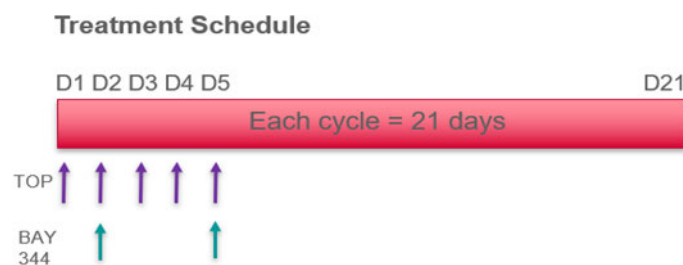 Treatment Schedule
D1 D2 D3 D4 D5 D21
Each cycle = 21 days
TOP
BAY
344